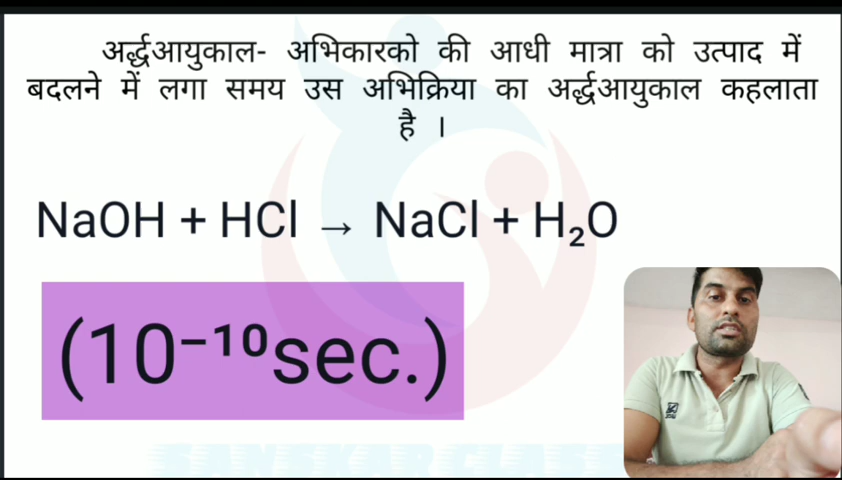 अर्द्धआयुकाल- अभिकारको की आधी मात्रा को उत्पाद में
बदलने में लगा समय उस अभिक्रिया का अर्द्धआयुकाल कहलाता
है ।
NaOH + HCl → NaCl + H₂O
(10⁻¹⁰sec.)